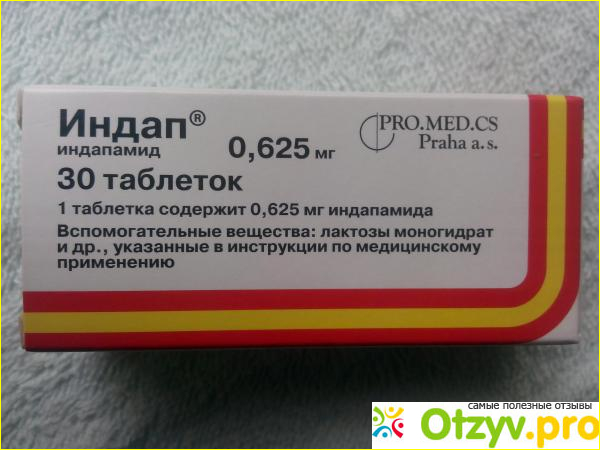 Индап®
индапамид
0,625 мг
PRO.MED.CS
Praha a.s.
30 таблеток
1 таблетка содержит 0,625 мг индапамида
Вспомогательные вещества: лактозы моногидрат
и др., указанные в инструкции по медицинскому
применению
самые полезные отзывы
Otzyv.pro